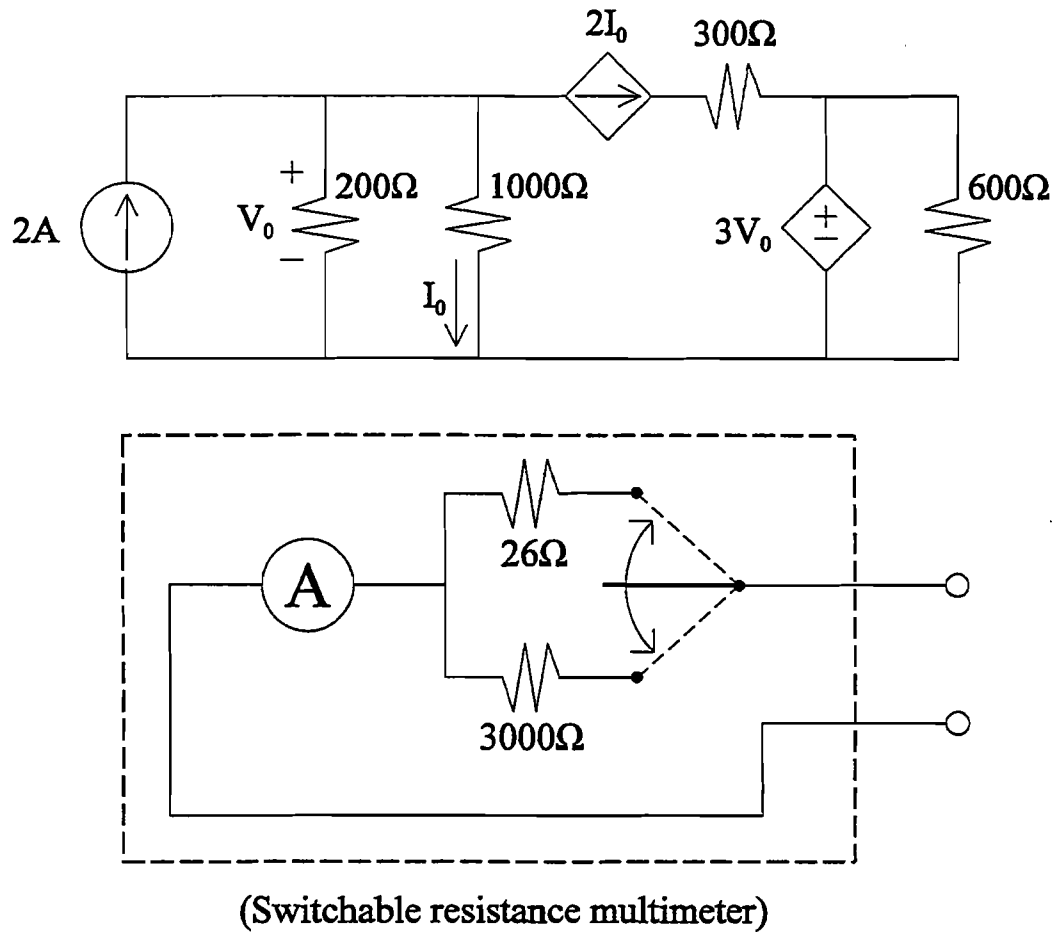 2I₀
300Ω
+
200Ω
1000Ω
600Ω
2A
V₀
3V₀
+
−
−
I₀
A
26Ω
3000Ω
(Switchable resistance multimeter)